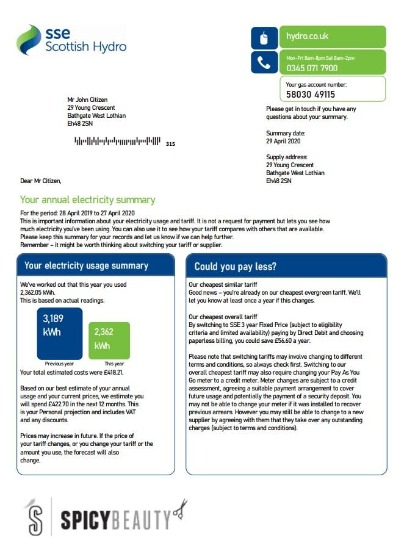 sse
Scottish Hydro
hydro.co.uk
Mon-Fri 8am-8pm Sat 8am-2pm
0345 071 7900
Your gas account number:
58030 49115
Mr John Citizen
29 Young Crescent
Bathgate West Lothian
Eh48 2SN
315
Please get in touch if you have any
questions about your summary.
Summary date:
29 April 2020
Supply address:
29 Young Crescent
Bathgate West Lothian
Eh48 2SN
Dear Mr Citizen,
Your annual electricity summary
For the period: 28 April 2019 to 27 April 2020
This is important information about your electricity usage and tariff. It is not a request for payment but lets you see how
much electricity you've been using. You can also use it to see how your tariff compares with others that are available.
Please keep this summary for your records and let us know if we can help further.
Remember – it might be worth thinking about switching your tariff or supplier.
Your electricity usage summary
We've worked out that this year you used
2,362.05 kWh.
This is based on actual readings.
3,189
kWh
2,362
kWh
Previous year
This year
Your total estimated costs were £418.21.
Based on our best estimate of your annual
usage and your current prices, we estimate you
will spend £422.70 in the next 12 months. This
is your Personal projection and includes VAT
and any discounts.
Prices may increase in future. If the price of
your tariff changes, or you change your tariff or the
amount you use, the forecast will also
change.
Could you pay less?
Our cheapest similar tariff
Good news – you're already on our cheapest evergreen tariff. We'll
let you know at least once a year if this changes.
Our cheapest overall tariff
By switching to SSE 3 year Fixed Price (subject to eligibility
criteria and limited availability) paying by Direct Debit and choosing
paperless billing, you could save £56.60 a year.
Please note that switching tariffs may involve changing to different
terms and conditions, so always check first. Switching to our
overall cheapest tariff may also require changing your Pay As You
Go meter to a credit meter. Meter changes are subject to a credit
assessment, agreeing a suitable payment arrangement to cover
future usage and potentially the payment of a security deposit. You
may not be able to change your meter if it was installed to recover
previous arrears. However you may still be able to change to a new
supplier by agreeing with them that they take over any outstanding
charges (subject to terms and conditions).
SPICYBEAUTY